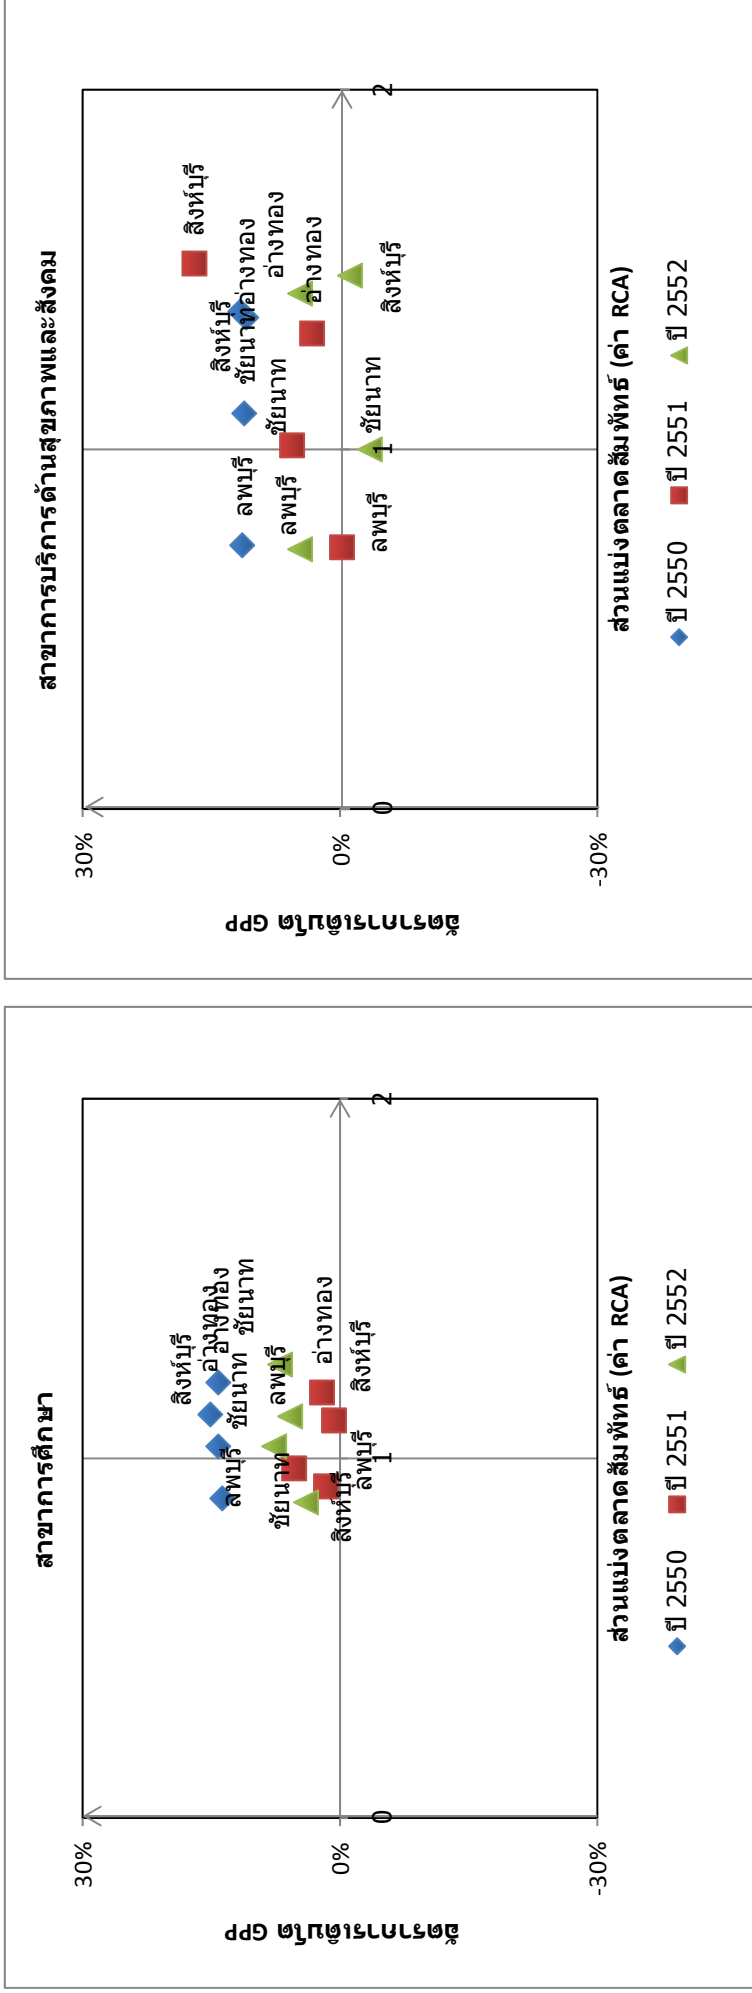 สาขาการศึกษา
อัตราการเติบโต GPP
30%
0%
-30%
0
1
2
สิงห์บุรี
อ่างทอง
อ่างทอง
ชัยนาท
ชัยนาท
ลพบุรี
ลพบุรี
อ่างทอง
สิงห์บุรี
ชัยนาท
ลพบุรี
สิงห์บุรี
ส่วนแบ่งตลาดสัมพัทธ์ (ค่า RCA)
ปี 2550 ปี 2551 ปี 2552
สาขาการบริการด้านสุขภาพและสังคม
อัตราการเติบโต GPP
30%
0%
-30%
0
1
2
สิงห์บุรี
สิงห์บุรี
ชัยนาท
อ่างทอง
อ่างทอง
อ่างทอง
ลพบุรี
ชัยนาท
ลพบุรี
ชัยนาท
สิงห์บุรี
ลพบุรี
ส่วนแบ่งตลาดสัมพัทธ์ (ค่า RCA)
ปี 2550 ปี 2551 ปี 2552